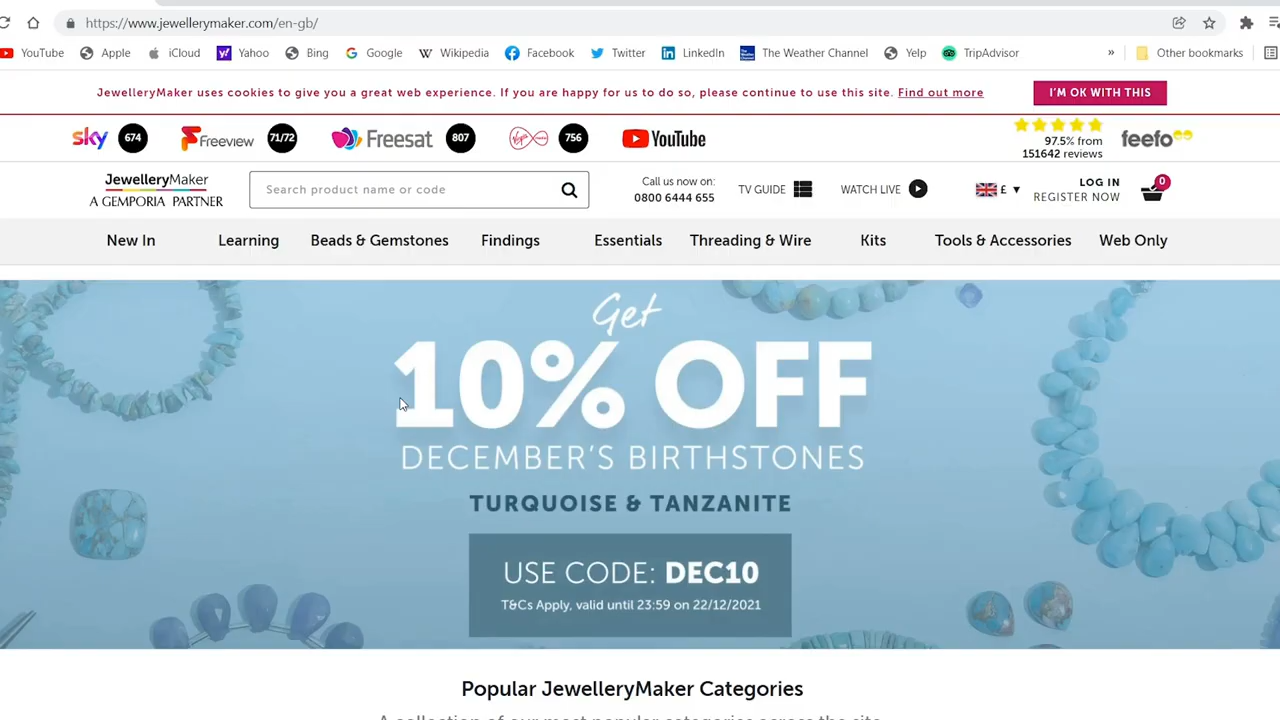 https://www.jewellerymaker.com/en-gb/
YouTube Apple iCloud Yahoo Bing Google Wikipedia Facebook Twitter LinkedIn The Weather Channel Yelp TripAdvisor » Other bookmarks
JewelleryMaker uses cookies to give you a great web experience. If you are happy for us to do so, please continue to use this site. Find out more I'M OK WITH THIS
sky 674 Freeview 71/72 Freesat 807 756 YouTube
97.5% from
151642 reviews
feefo
JewelleryMaker
A GEMPORIA PARTNER
Search product name or code
Call us now on:
0800 6444 655
TV GUIDE WATCH LIVE £
LOG IN
REGISTER NOW
0
New In Learning Beads & Gemstones Findings Essentials Threading & Wire Kits Tools & Accessories Web Only
Get
10% OFF
DECEMBER'S BIRTHSTONES
TURQUOISE & TANZANITE
USE CODE: DEC10
T&Cs Apply, valid until 23:59 on 22/12/2021
Popular JewelleryMaker Categories
A collection of our most popular categories across the site